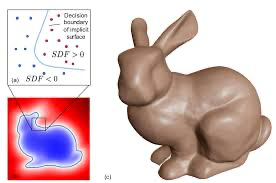 Decision
boundary
of implicit
surface
SDF > 0
SDF < 0
(a)
(c)